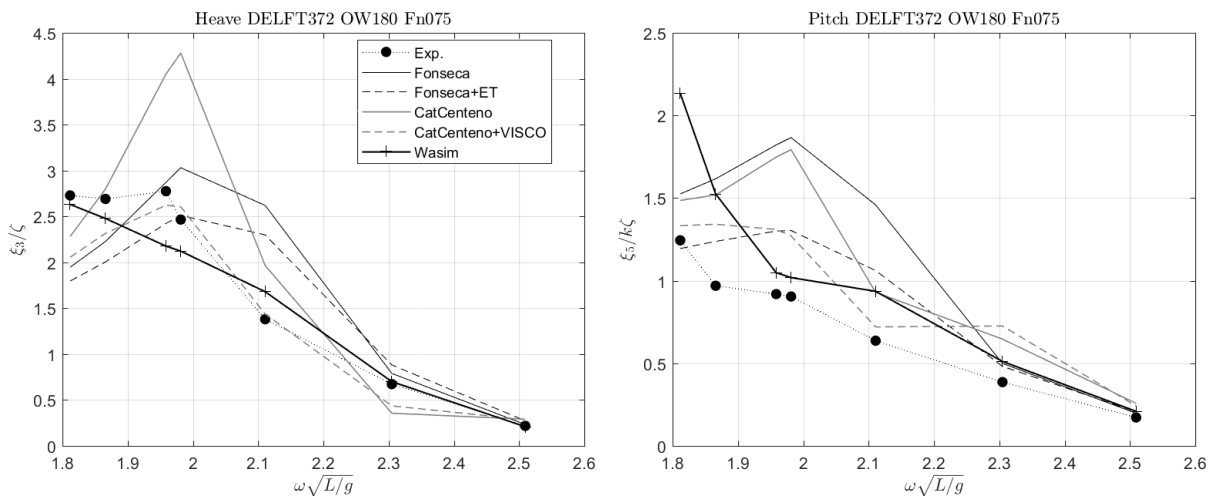 Heave DELFT372 OW180 Fn075
4.5
4
3.5
3
2.5
2
1.5
1
0.5
0
ξ₃/ζ
1.8 1.9 2 2.1 2.2 2.3 2.4 2.5 2.6
ω√L/g
Exp.
Fonseca
Fonseca+ET
CatCenteno
CatCenteno+VISCO
Wasim
Pitch DELFT372 OW180 Fn075
2.5
2
1.5
1
0.5
0
ξ₅/kζ
1.8 1.9 2 2.1 2.2 2.3 2.4 2.5 2.6
ω√L/g